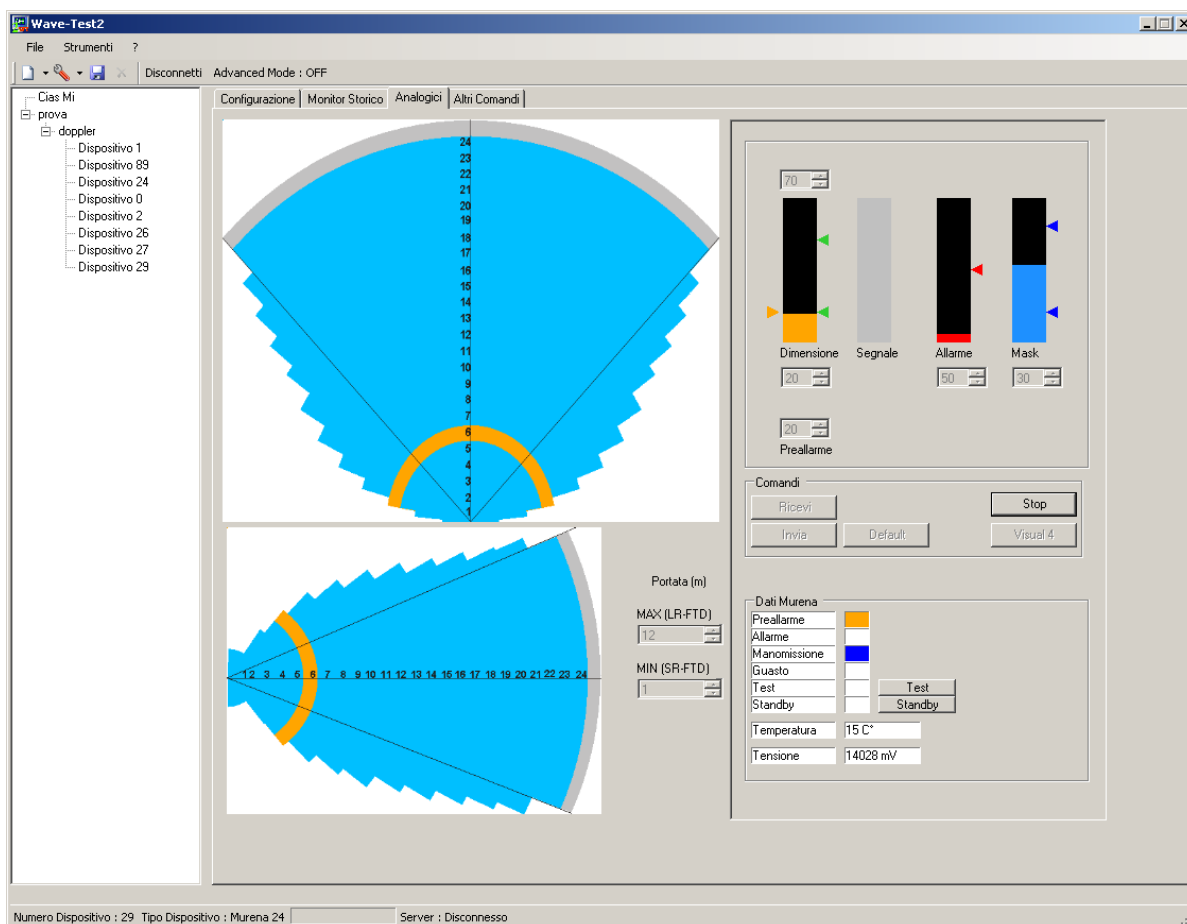 Wave-Test2
File Strumenti ?
Disconnetti Advanced Mode : OFF
Cias Mi
prova
doppler
Dispositivo 1
Dispositivo 89
Dispositivo 24
Dispositivo 0
Dispositivo 2
Dispositivo 26
Dispositivo 27
Dispositivo 29
Configurazione Monitor Storico Analogici Altri Comandi
24
23
22
21
20
19
18
17
16
15
14
13
12
11
10
9
8
7
6
5
4
3
2
1
1 2 3 4 5 6 7 8 9 10 11 12 13 14 15 16 17 18 19 20 21 22 23 24
Portata (m)
MAX (LR-FTD)
12
MIN (SR-FTD)
1
70
Dimensione Segnale Allarme Mask
20 50 30
20
Preallarme
Comandi
Ricevi Stop
Invia Default Visual 4
Dati Murena
Preallarme
Allarme
Manomissione
Guasto
Test Test
Standby Standby
Temperatura 15 C°
Tensione 14028 mV
Numero Dispositivo : 29 Tipo Dispositivo : Murena 24 Server : Disconnesso